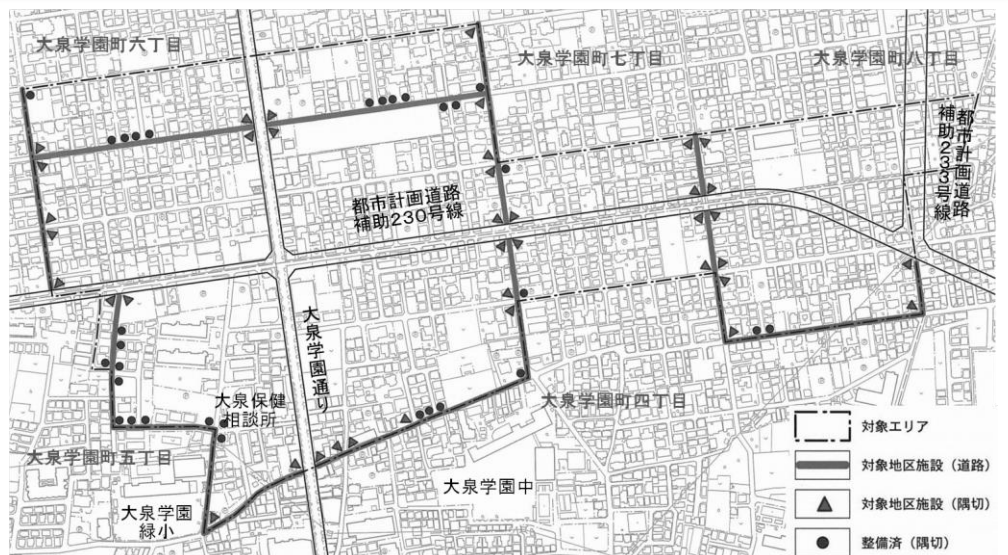 大泉学園町六丁目
大泉学園町七丁目
大泉学園町八丁目
都市計画道路
補助233号線
都市計画道路
補助230号線
大泉学園通り
大泉保健
相談所
大泉学園町四丁目
大泉学園町五丁目
大泉学園中
大泉学園
緑小
対象エリア
対象地区施設（道路）
対象地区施設（隅切）
整備済（隅切）